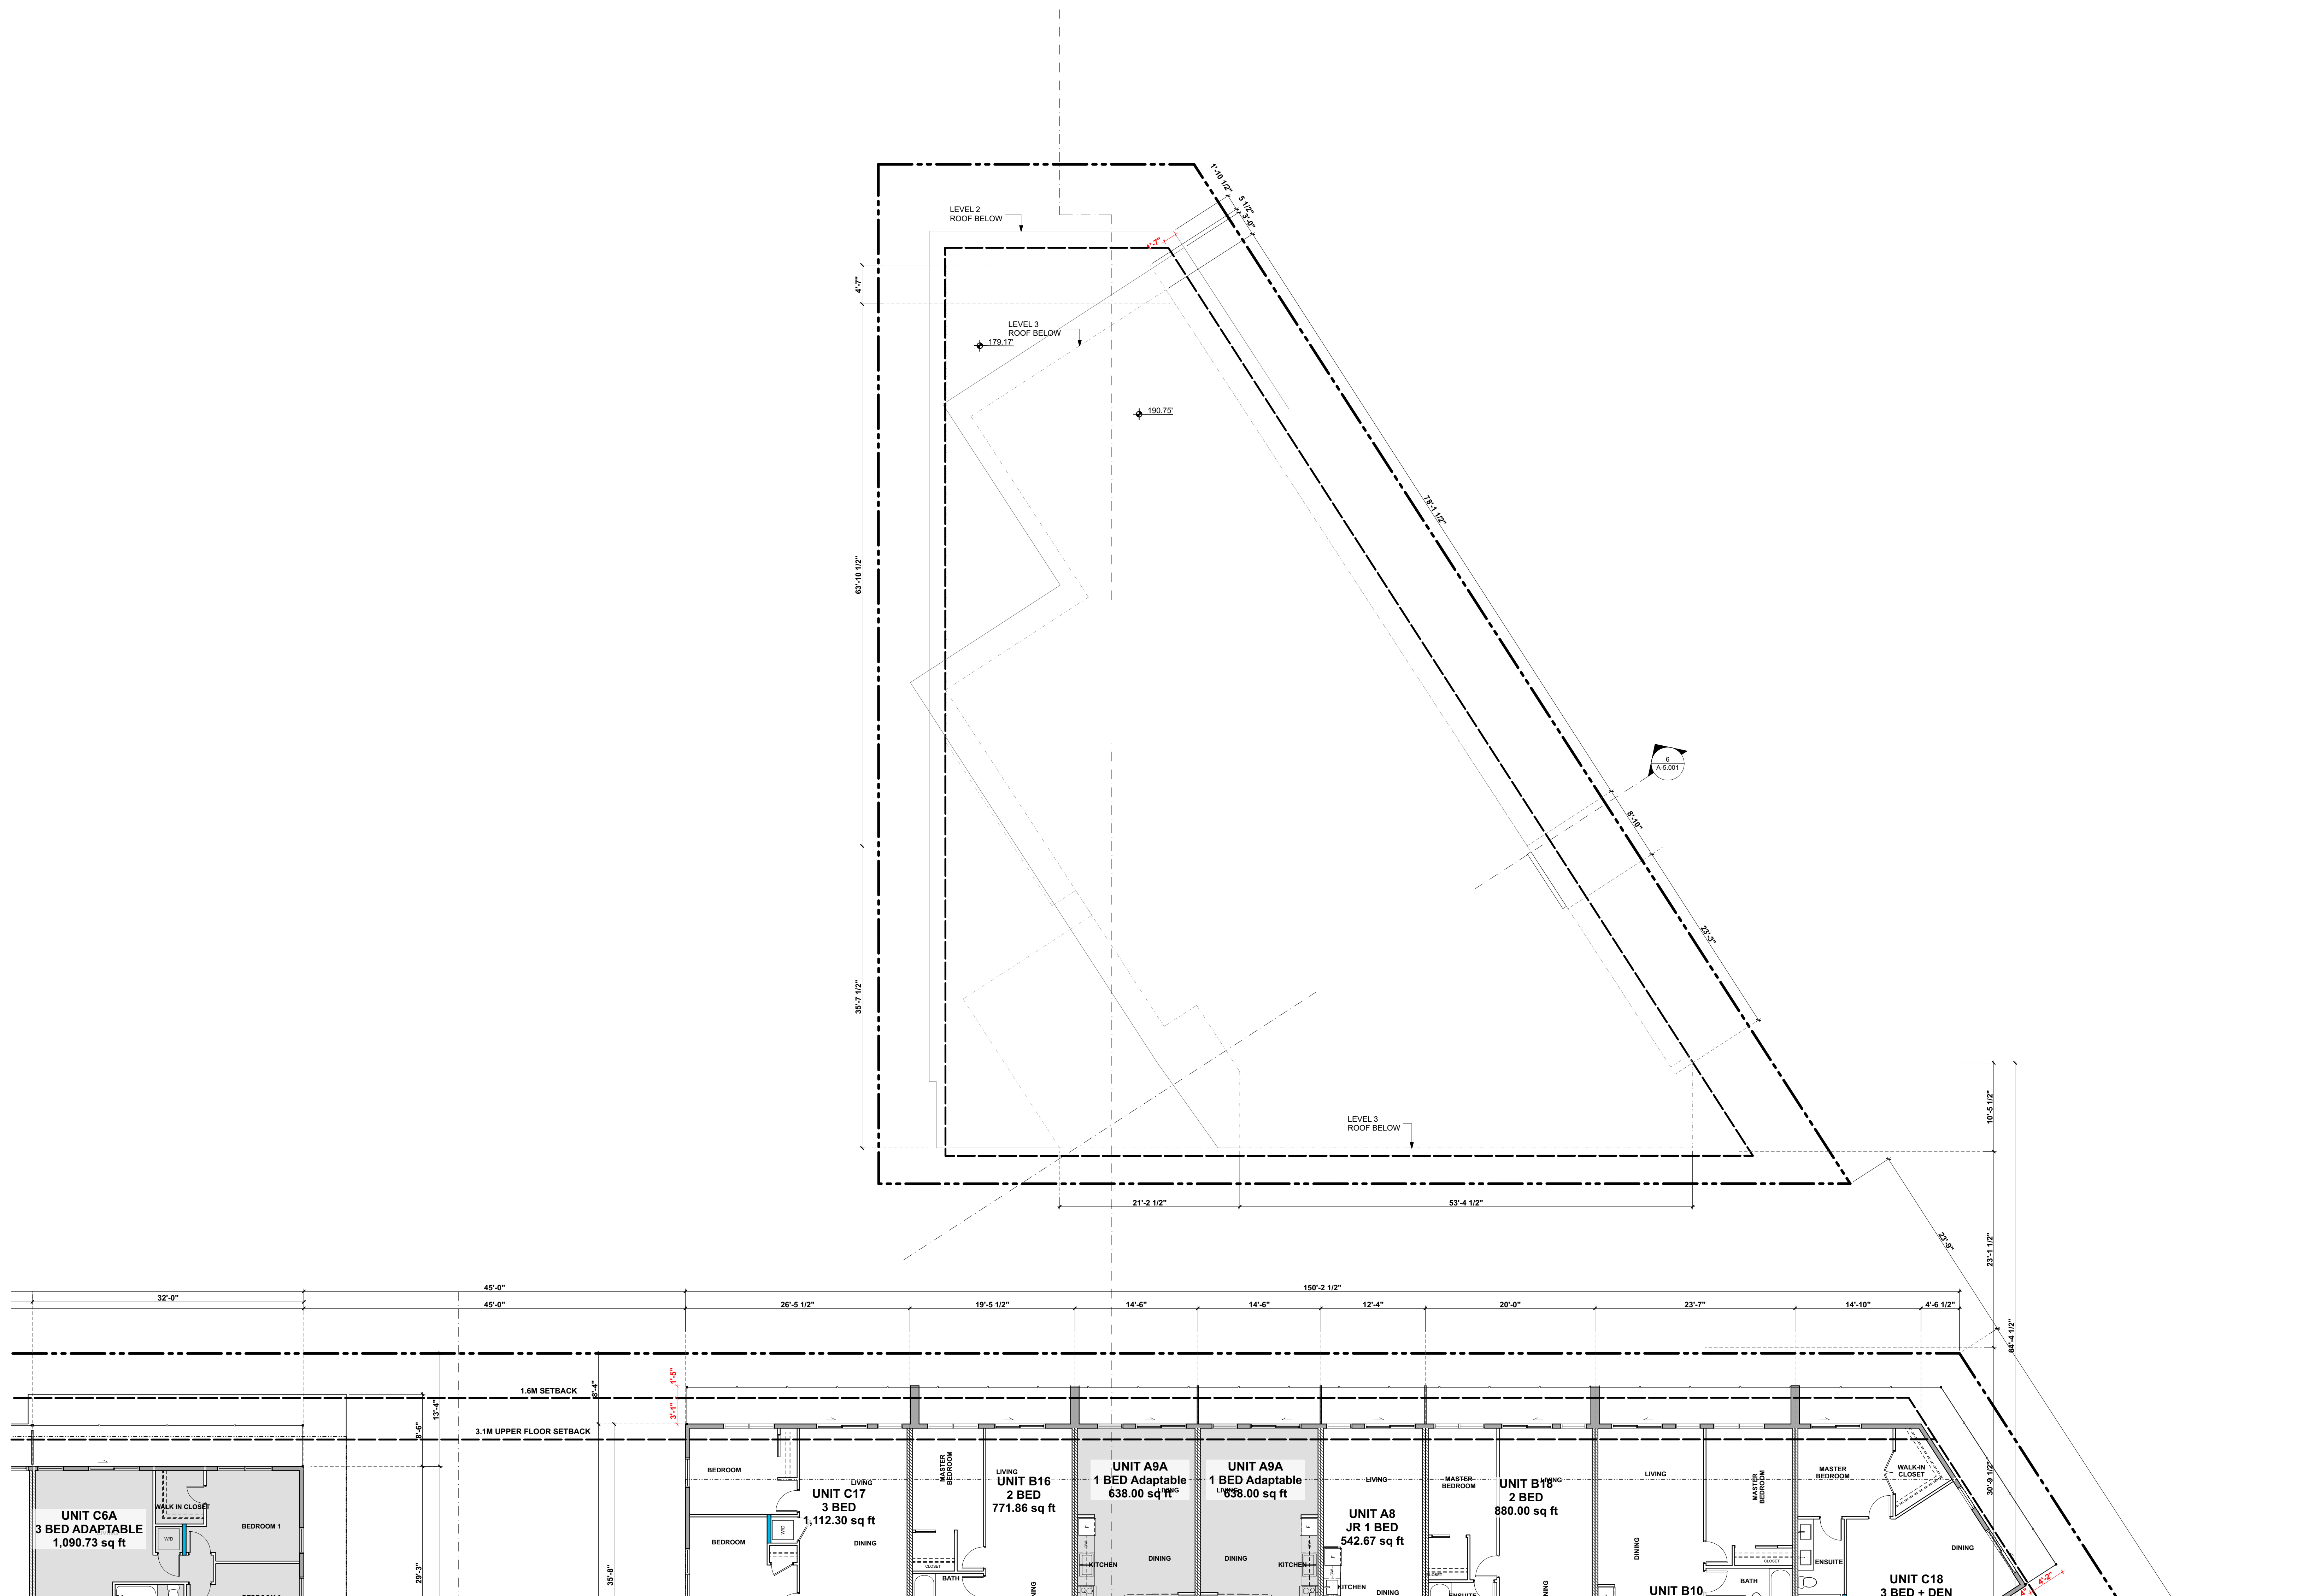 1'-10 1/2"
5 1/2"
3'-0"
LEVEL 2
ROOF BELOW
1'-7"
4'-7"
LEVEL 3
ROOF BELOW
179.17'
190.75'
78'-1 1/2"
63'-10 1/2"
6
A-5.001
8'-10"
23'-3"
35'-7 1/2"
LEVEL 3
ROOF BELOW
10'-5 1/2"
21'-2 1/2"
53'-4 1/2"
23'-9"
23'-1 1/2"
64'-4 1/2"
45'-0"
150'-2 1/2"
32'-0"
45'-0"
26'-5 1/2"
19'-5 1/2"
14'-6"
14'-6"
12'-4"
20'-0"
23'-7"
14'-10"
4'-6 1/2"
1'-5"
3'-1"
8'-4"
13'-4"
8'-6"
1.6M SETBACK
3.1M UPPER FLOOR SETBACK
30'-9 1/2"
29'-3"
35'-8"
UNIT C6A
3 BED ADAPTABLE
1,090.73 sq ft
WALK IN CLOSET
W/D
BEDROOM 1
BEDROOM
BEDROOM
LIVING
UNIT C17
3 BED
1,112.30 sq ft
W/D
DINING
MASTER
BEDROOM
LIVING
UNIT B16
2 BED
771.86 sq ft
CLOSET
BATH
UNIT A9A
1 BED Adaptable
638.00 sq ft
LIVING
F
KITCHEN
DINING
UNIT A9A
1 BED Adaptable
638.00 sq ft
LIVING
F
KITCHEN
DINING
LIVING
UNIT A8
JR 1 BED
542.67 sq ft
F
KITCHEN
DINING
MASTER
BEDROOM
LIVING
UNIT B18
2 BED
880.00 sq ft
CLOSET
ENSUITE
LIVING
DINING
UNIT B10
MASTER
BEDROOM
CLOSET
BATH
MASTER
BEDROOM
WALK-IN
CLOSET
ENSUITE
DINING
UNIT C18
3 BED + DEN
4'-2"